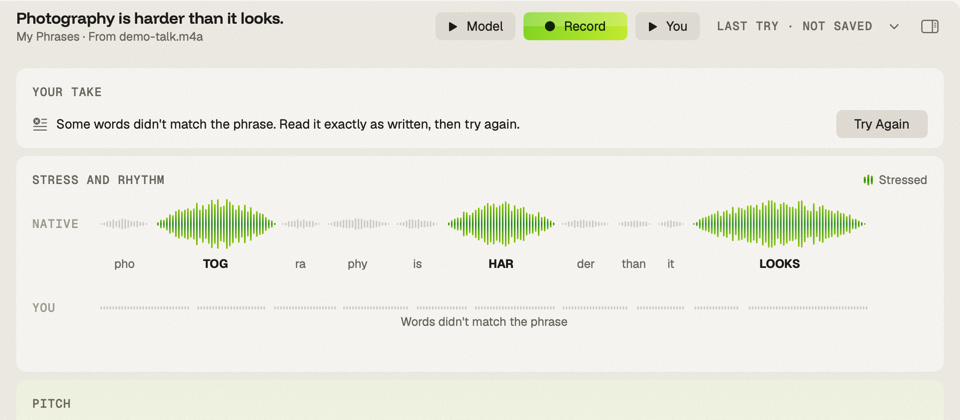 Photography is harder than it looks.
My Phrases · From demo-talk.m4a
Model
Record
You
LAST TRY · NOT SAVED
YOUR TAKE
Some words didn't match the phrase. Read it exactly as written, then try again.
Try Again
STRESS AND RHYTHM
Stressed
NATIVE
pho TOG ra phy is HAR der than it LOOKS
YOU
Words didn't match the phrase
PITCH